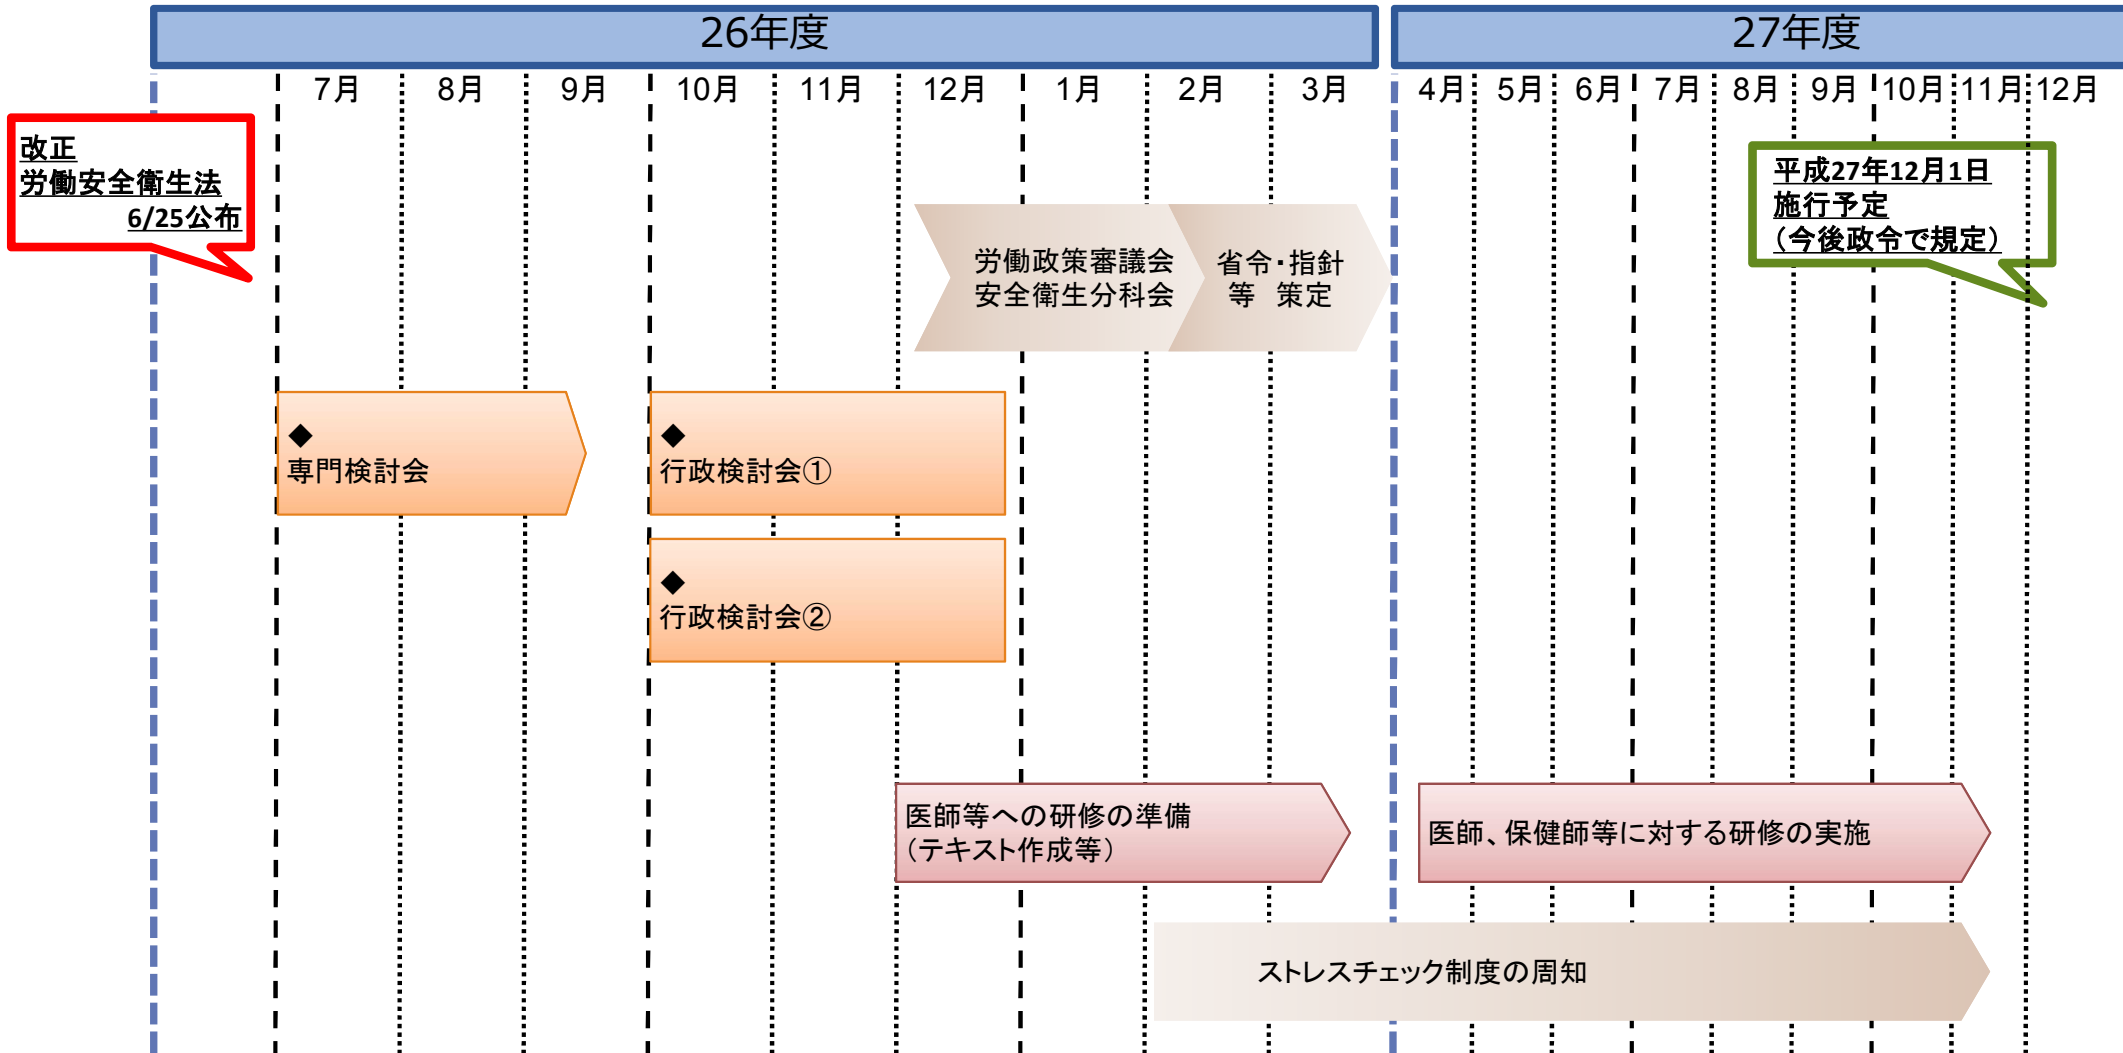 26年度
27年度
7月
8月
9月
10月
11月
12月
1月
2月
3月
4月
5月
6月
7月
8月
9月
10月
11月
12月
改正
労働安全衛生法
6/25公布
平成27年12月1日
施行予定
（今後政令で規定）
労働政策審議会
安全衛生分科会
省令・指針
等 策定
◆
専門検討会
◆
行政検討会①
◆
行政検討会②
医師等への研修の準備
（テキスト作成等）
医師、保健師等に対する研修の実施
ストレスチェック制度の周知